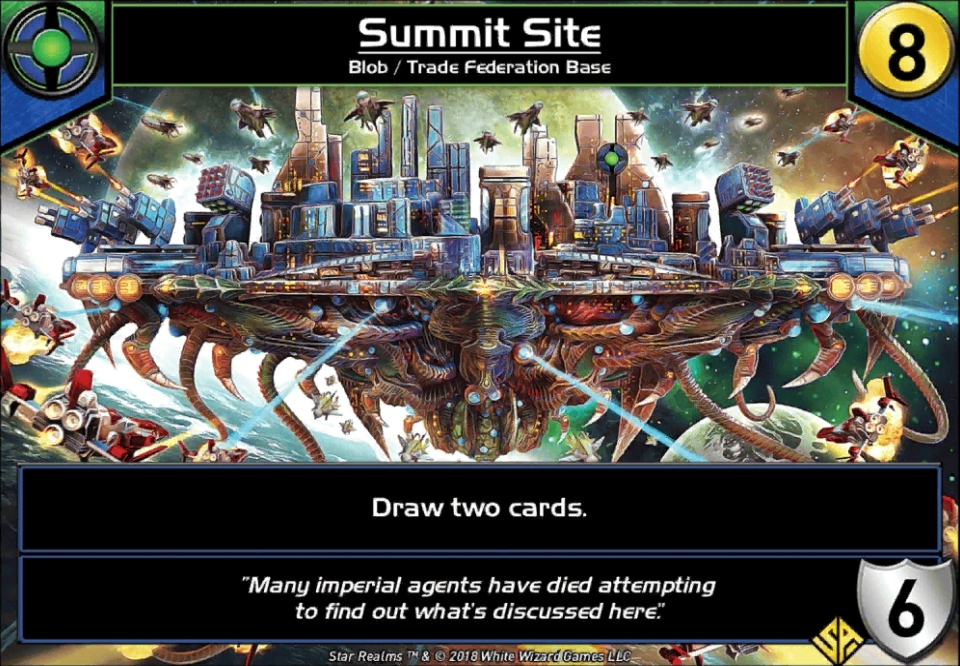 Summit Site
8
Blob / Trade Federation Base
Draw two cards.
"Many imperial agents have died attempting
to find out what's discussed here."
6
Star Realms ™ & © 2018 White Wizard Games LLC